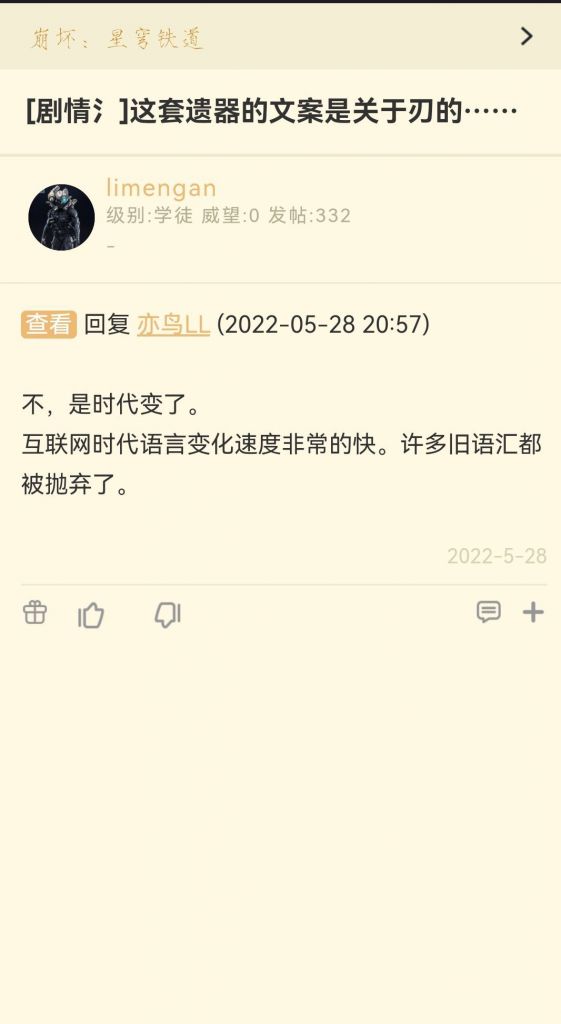 崩坏：星穹铁道
[剧情氵]这套遗器的文案是关于刃的……
limengan
级别:学徒 威望:0 发帖:332
-
查看 回复 亦鸟LL (2022-05-28 20:57)
不，是时代变了。
互联网时代语言变化速度非常的快。许多旧语汇都
被抛弃了。
2022-5-28